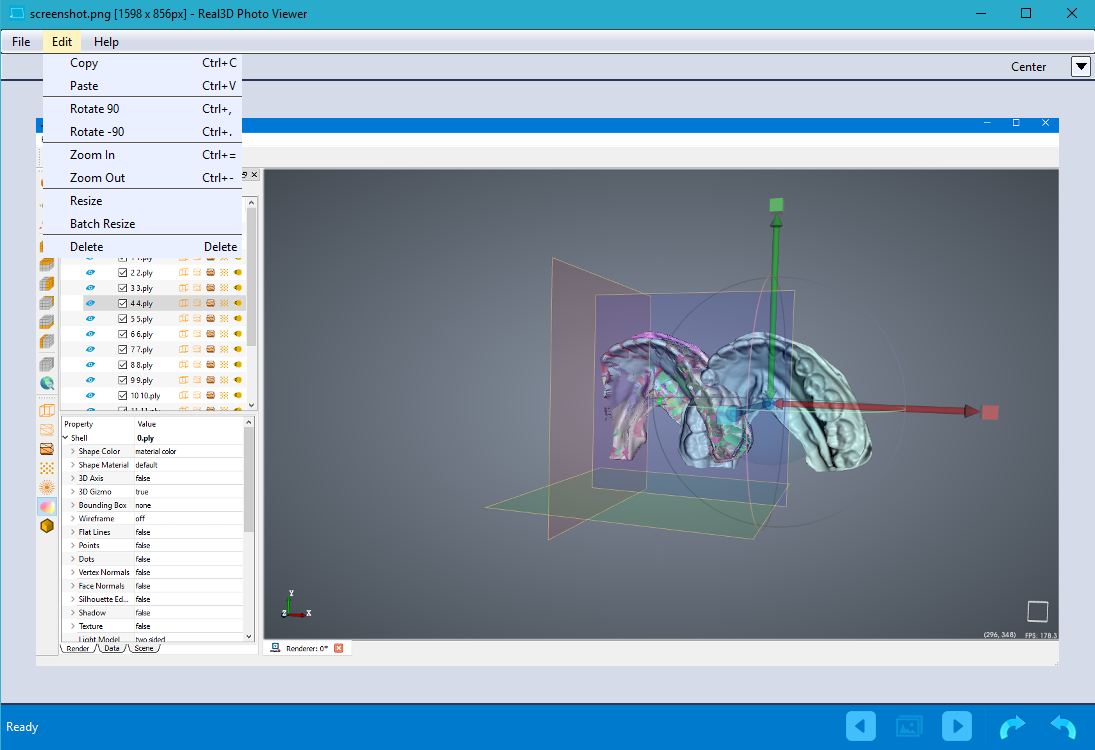 screenshot.png [1598 x 856px] - Real3D Photo Viewer
File Edit Help
Center
Copy Ctrl+C
Paste Ctrl+V
Rotate 90 Ctrl+,
Rotate -90 Ctrl+.
Zoom In Ctrl+=
Zoom Out Ctrl+-
Resize
Batch Resize
Delete Delete
2 2.ply
3 3.ply
4 4.ply
5 5.ply
6 6.ply
7 7.ply
8 8.ply
9 9.ply
10 10.ply
Property Value
Shell 0.ply
Shape Color material color
Shape Material default
3D Axis false
3D Gizmo true
Bounding Box none
Wireframe off
Flat Lines false
Points false
Dots false
Vertex Normals false
Face Normals false
Silhouette Ed... false
Shadow false
Texture false
Light Model two sided
Render Data Scene
Y
Z X
Renderer: 0*
(296, 348) FPS: 178.3
Ready